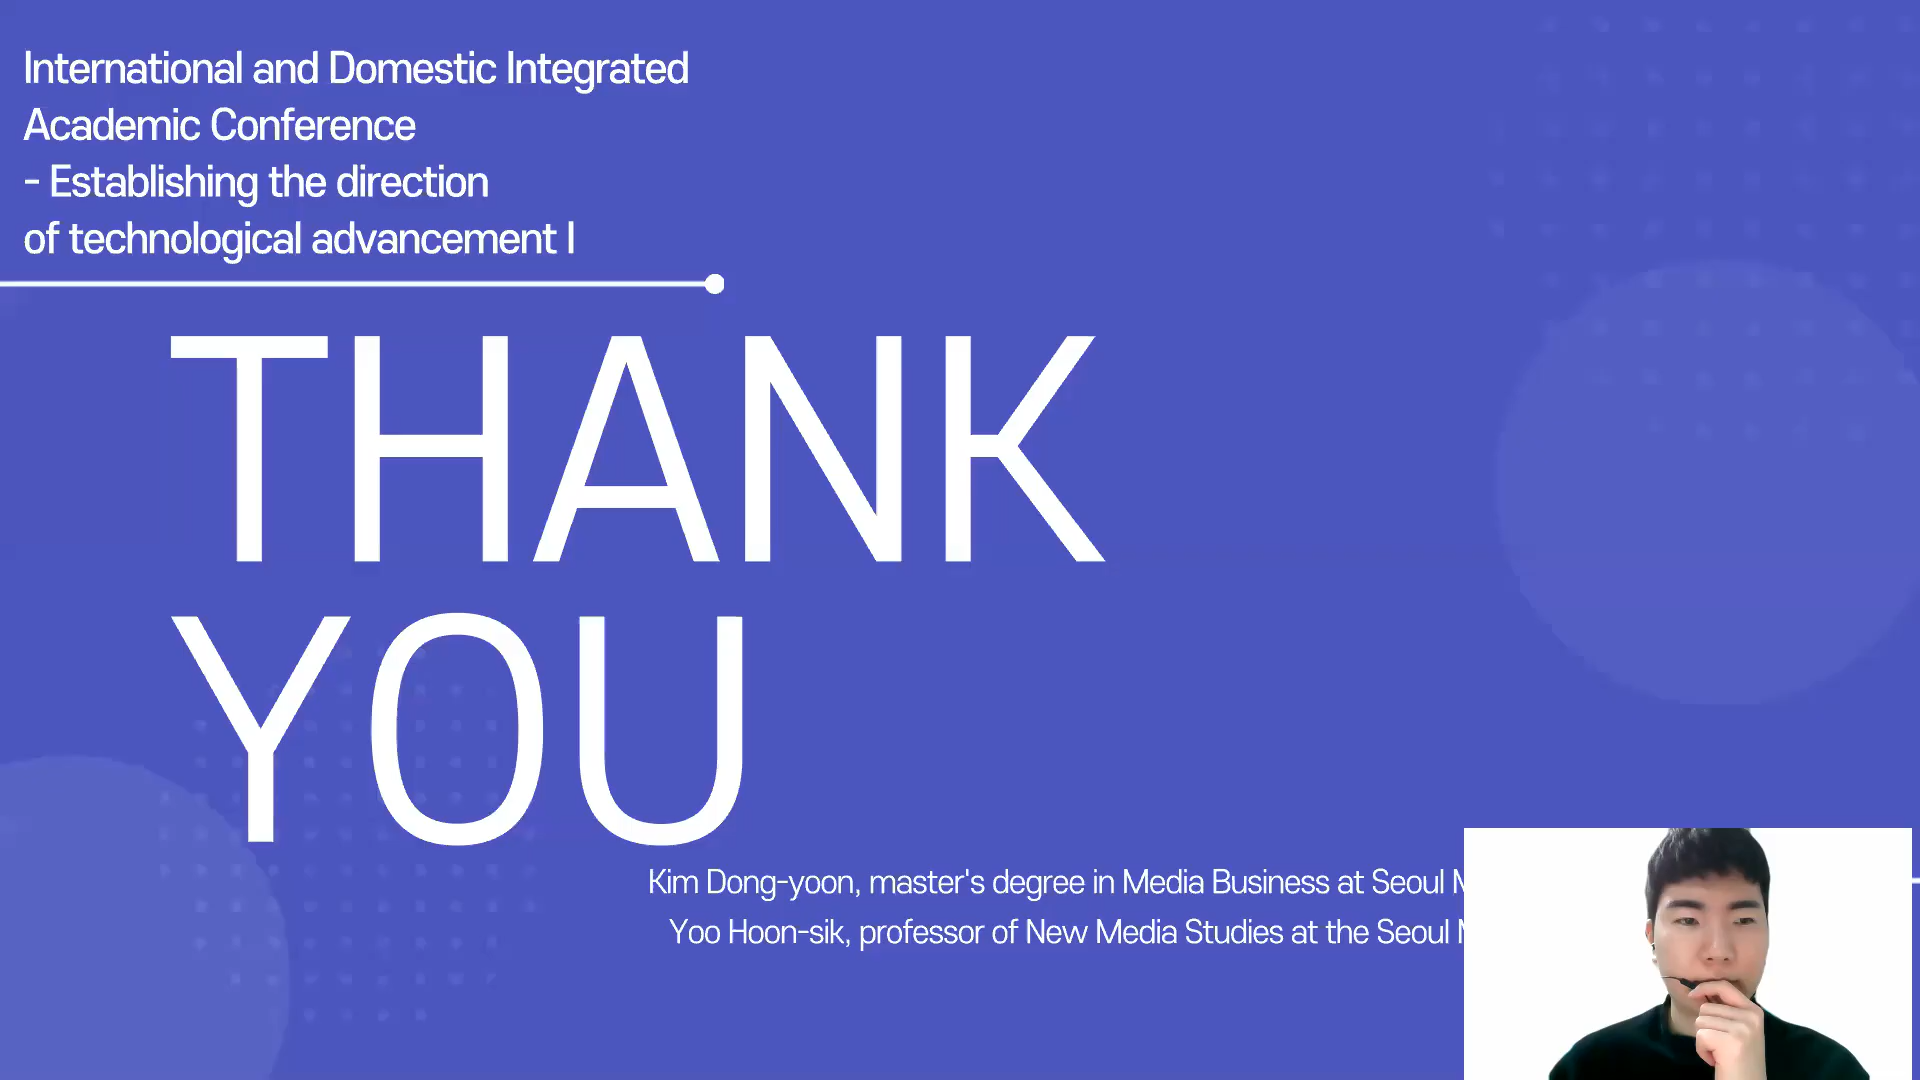 International and Domestic Integrated
Academic Conference
- Establishing the direction
of technological advancement I
THANK
YOU
Kim Dong-yoon, master's degree in Media Business at Seoul
Yoo Hoon-sik, professor of New Media Studies at the Seoul